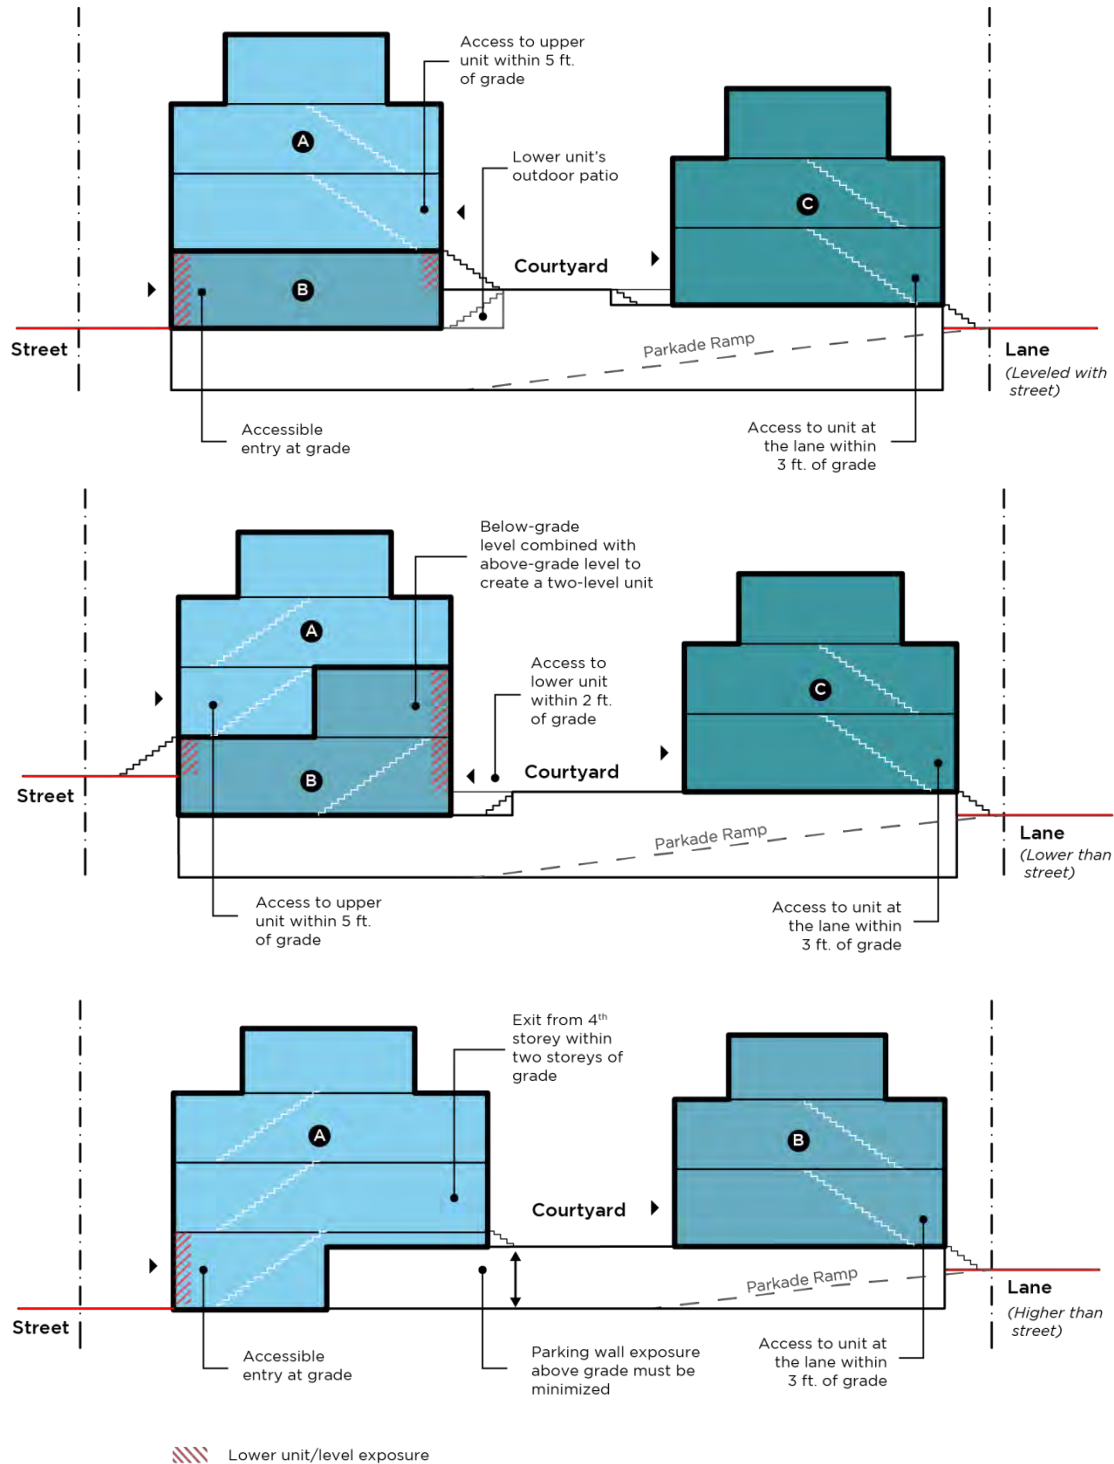 Access to upper
unit within 5 ft.
of grade
A
Lower unit's
outdoor patio
C
Courtyard
B
Street
Parkade Ramp
Lane
(Leveled with
street)
Accessible
entry at grade
Access to unit at
the lane within
3 ft. of grade
Below-grade
level combined with
above-grade level to
create a two-level unit
A
Access to
lower unit
within 2 ft.
of grade
C
B
Courtyard
Street
Parkade Ramp
Lane
(Lower than
street)
Access to upper
unit within 5 ft.
of grade
Access to unit at
the lane within
3 ft. of grade
Exit from 4th
storey within
two storeys of
grade
A
B
Courtyard
Parkade Ramp
Lane
(Higher than
street)
Street
Accessible
entry at grade
Parking wall exposure
above grade must be
minimized
Access to unit at
the lane within
3 ft. of grade
Lower unit/level exposure